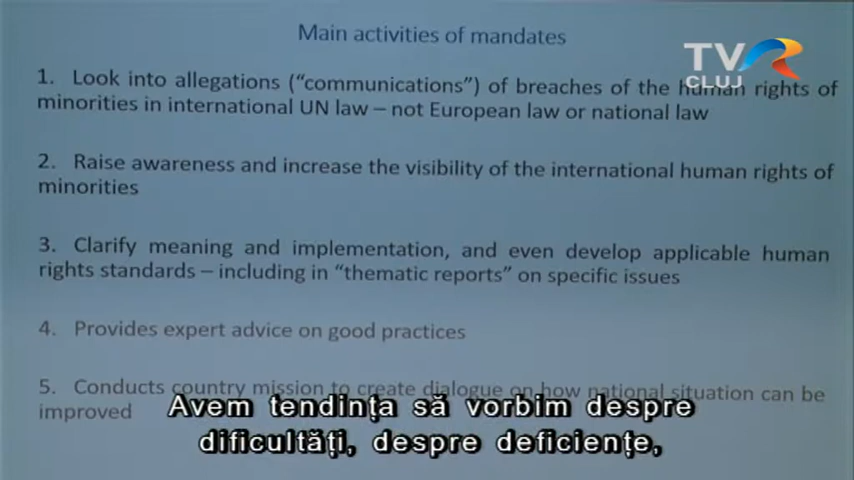 Main activities of mandates
TVR
CLUJ
1. Look into allegations (“communications”) of breaches of the human rights of
minorities in international UN law – not European law or national law
2. Raise awareness and increase the visibility of the international human rights of
minorities
3. Clarify meaning and implementation, and even develop applicable human
rights standards – including in “thematic reports” on specific issues
4. Provides expert advice on good practices
5. Conducts country mission to create dialogue on how national situation can be
improved
Avem tendința să vorbim despre
dificultăți, despre deficiențe,